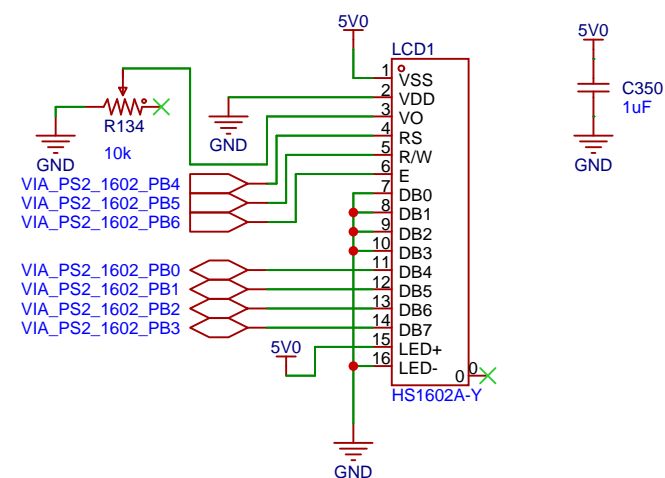 5V0
5V0
LCD1
C350
1uF
GND
R134
10k
GND
GND
1 VSS
2 VDD
3 VO
4 RS
5 R/W
6 E
7 DB0
8 DB1
9 DB2
10 DB3
11 DB4
12 DB5
13 DB6
14 DB7
15 LED+
16 LED-
0 0
HS1602A-Y
VIA_PS2_1602_PB4
VIA_PS2_1602_PB5
VIA_PS2_1602_PB6
VIA_PS2_1602_PB0
VIA_PS2_1602_PB1
VIA_PS2_1602_PB2
VIA_PS2_1602_PB3
5V0
GND